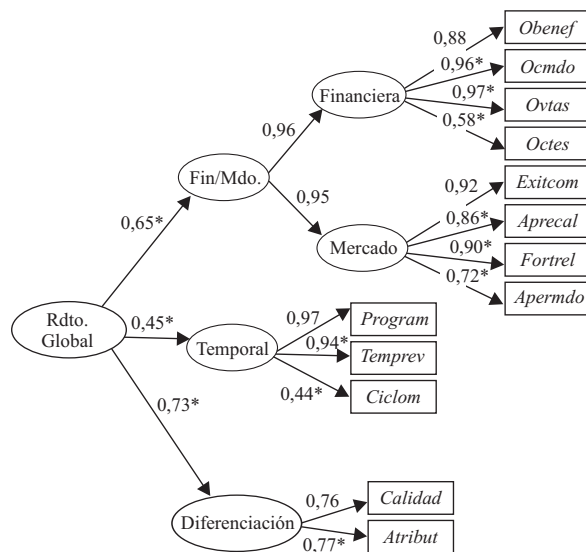 Obenef
0,88
Ocmdo
0,96*
Financiera
0,97*
Ovtas
0,58*
Octes
0,96
Fin/Mdo.
Exitcom
0,92
0,95
0,86*
Aprecal
0,65*
Mercado
0,90*
Fortrel
0,72*
Apermdo
Rdto.
Global
0,45*
Temporal
0,97
Program
0,94*
Temprev
0,44*
Ciclom
0,73*
Calidad
0,76
Diferenciación
0,77*
Atribut